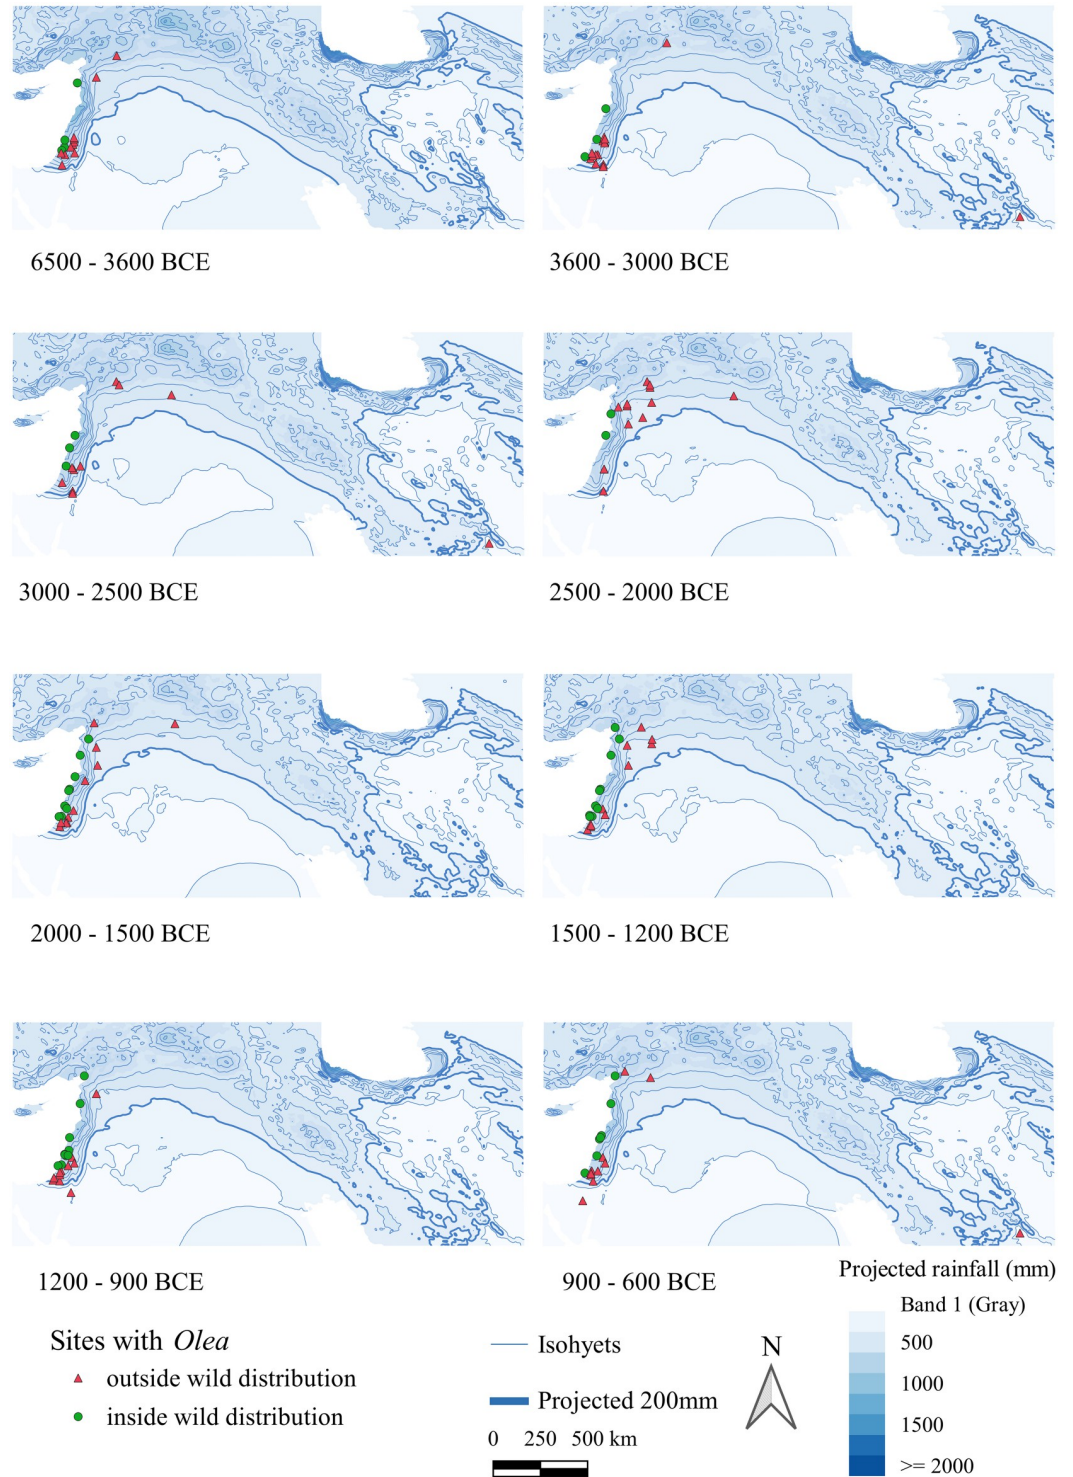 6500 - 3600 BCE
3600 - 3000 BCE
3000 - 2500 BCE
2500 - 2000 BCE
2000 - 1500 BCE
1500 - 1200 BCE
1200 - 900 BCE
900 - 600 BCE
Sites with Olea
outside wild distribution
inside wild distribution
Isohyets
Projected 200mm
0 250 500 km
N
Projected rainfall (mm)
Band 1 (Gray)
500
1000
1500
>= 2000